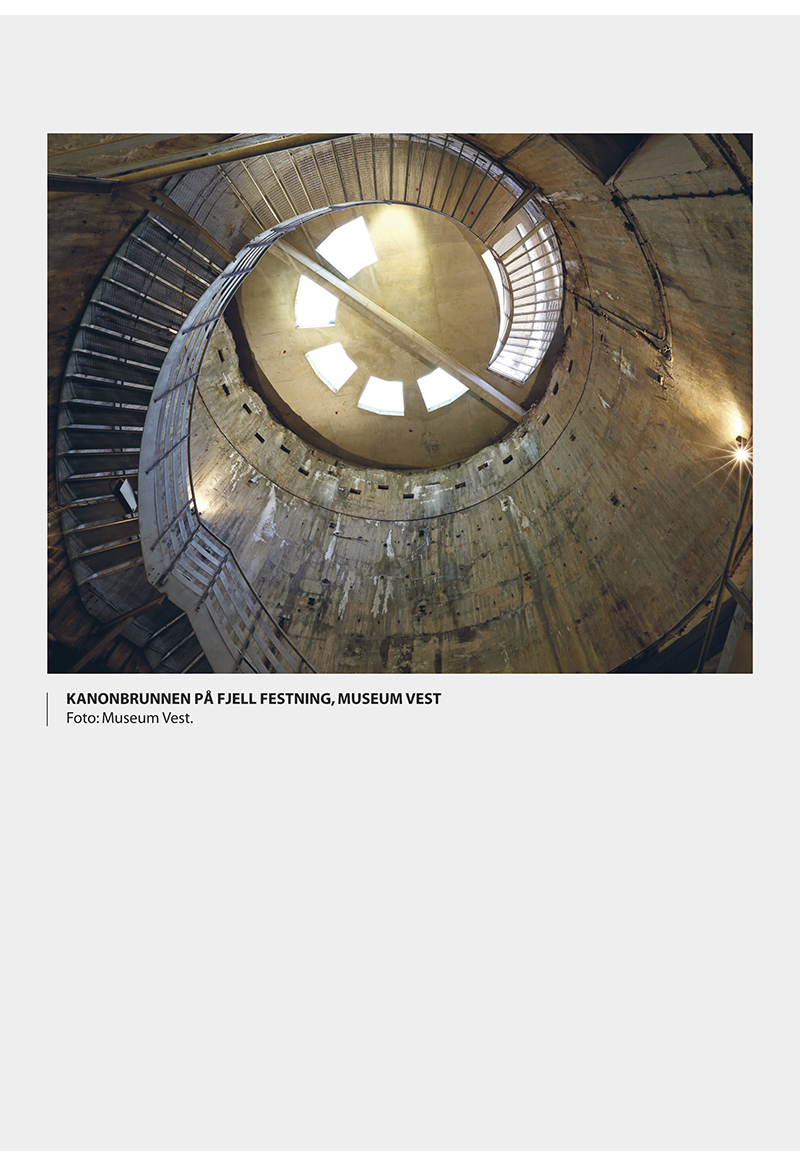 KANONBRUNNEN PÅ FJELL FESTNING, MUSEUM VEST
Foto: Museum Vest.